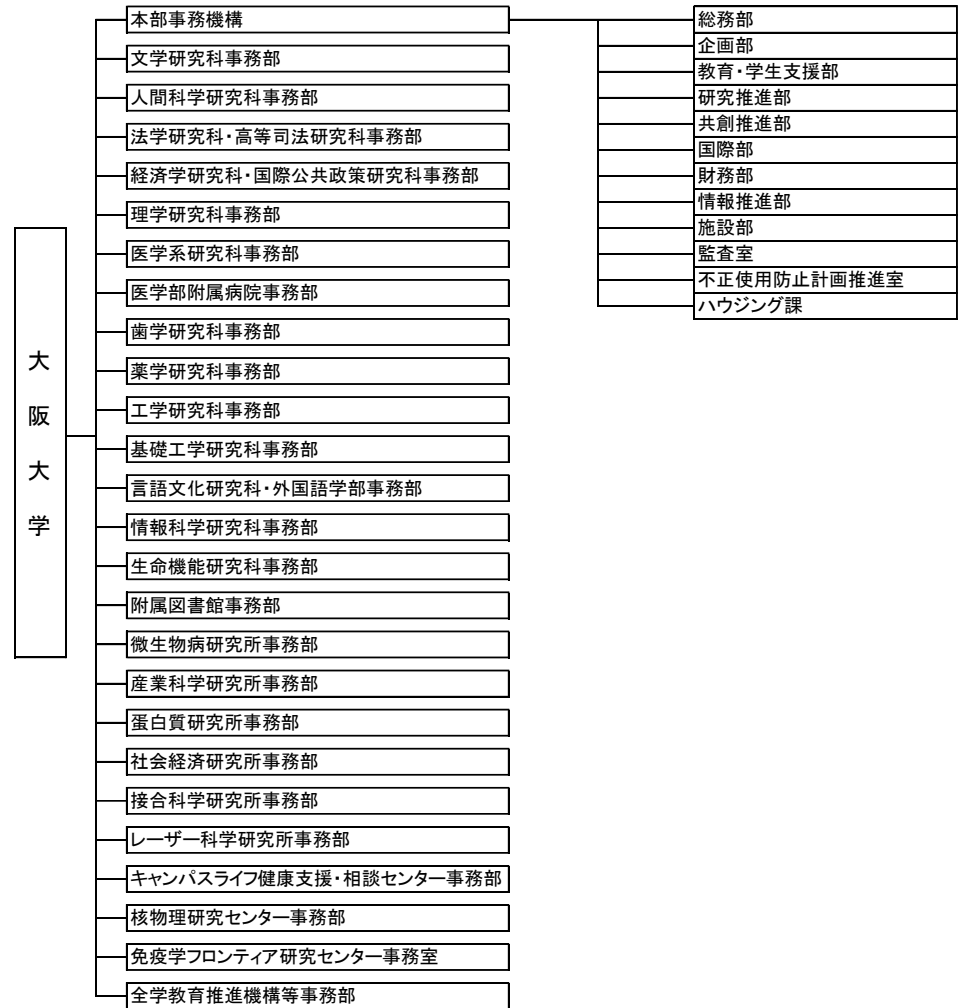 大阪大学
本部事務機構
文学研究科事務部
人間科学研究科事務部
法学研究科・高等司法研究科事務部
経済学研究科・国際公共政策研究科事務部
理学研究科事務部
医学系研究科事務部
医学部附属病院事務部
歯学研究科事務部
薬学研究科事務部
工学研究科事務部
基礎工学研究科事務部
言語文化研究科・外国語学部事務部
情報科学研究科事務部
生命機能研究科事務部
附属図書館事務部
微生物病研究所事務部
産業科学研究所事務部
蛋白質研究所事務部
社会経済研究所事務部
接合科学研究所事務部
レーザー科学研究所事務部
キャンパスライフ健康支援・相談センター事務部
核物理研究センター事務部
免疫学フロンティア研究センター事務室
全学教育推進機構等事務部
総務部
企画部
教育・学生支援部
研究推進部
共創推進部
国際部
財務部
情報推進部
施設部
監査室
不正使用防止計画推進室
ハウジング課